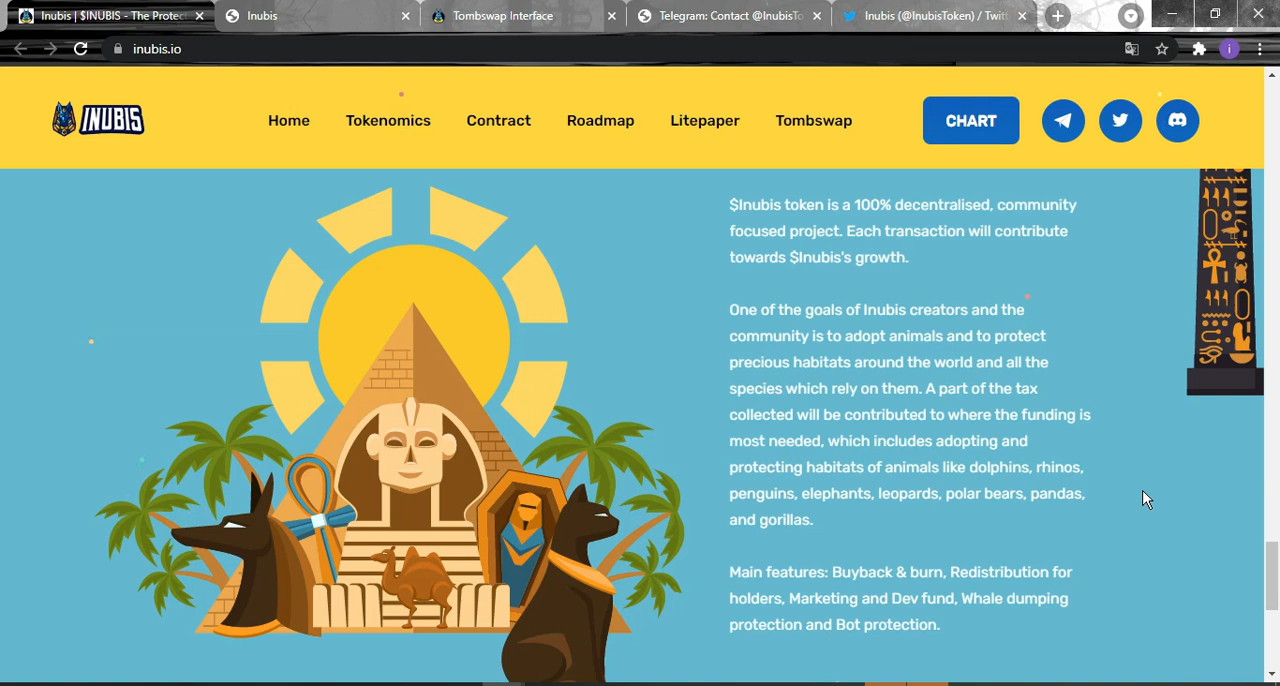 Inubis | $INUBIS - The Protec
Inubis
Tombswap Interface
Telegram: Contact @InubisTo
Inubis (@InubisToken) / Twitt
inubis.io
i
INUBIS
Home
Tokenomics
Contract
Roadmap
Litepaper
Tombswap
CHART
$Inubis token is a 100% decentralised, community
focused project. Each transaction will contribute
towards $Inubis's growth.
One of the goals of Inubis creators and the
community is to adopt animals and to protect
precious habitats around the world and all the
species which rely on them. A part of the tax
collected will be contributed to where the funding is
most needed, which includes adopting and
protecting habitats of animals like dolphins, rhinos,
penguins, elephants, leopards, polar bears, pandas,
and gorillas.
Main features: Buyback & burn, Redistribution for
holders, Marketing and Dev fund, Whale dumping
protection and Bot protection.